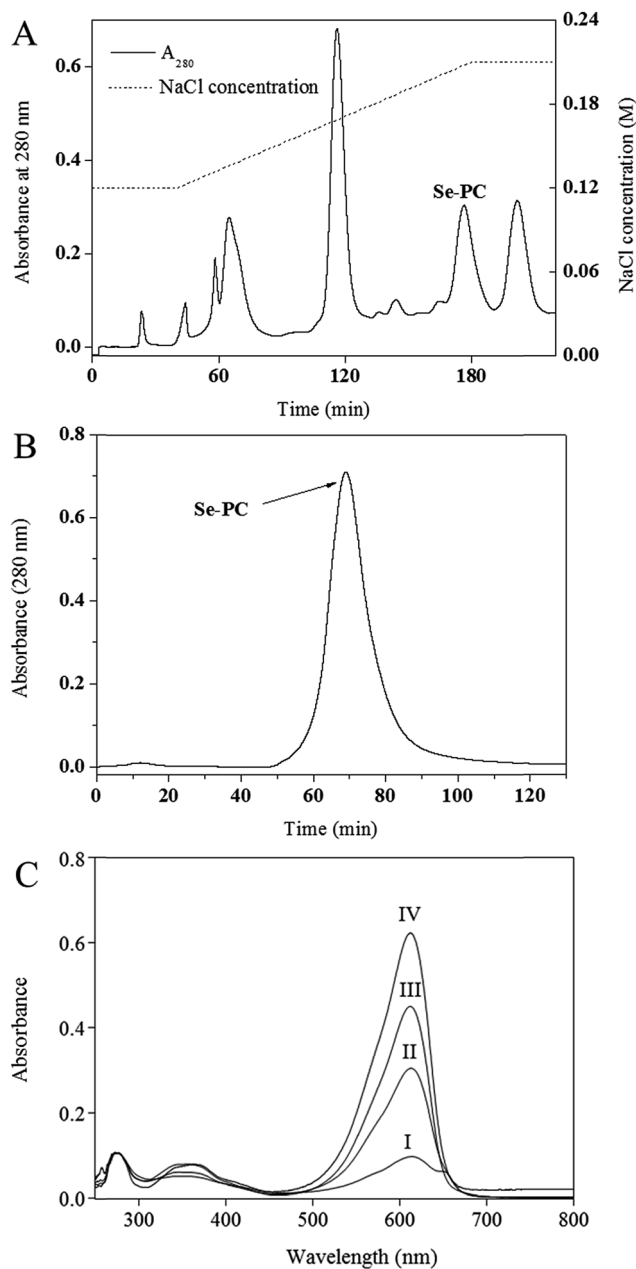 A
A280
NaCl concentration
Se-PC
0.6
0.4
0.2
0.0
Absorbance at 280 nm
0.24
0.18
0.12
0.06
0.00
NaCl concentration (M)
0 60 120 180
Time (min)
B
Se-PC
0.8
0.6
0.4
0.2
0.0
Absorbance (280 nm)
0 20 40 60 80 100 120
Time (min)
C
IV
III
II
I
0.8
0.6
0.4
0.2
0.0
Absorbance
300 400 500 600 700 800
Wavelength (nm)